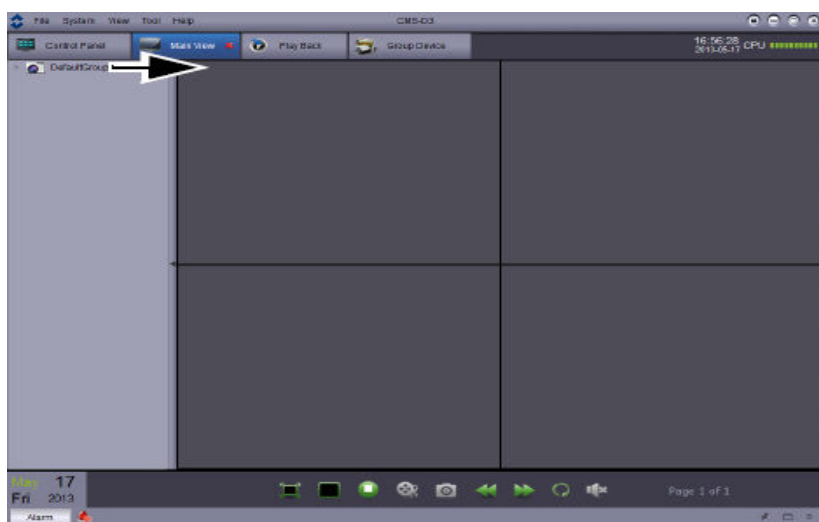 File System View Tool Help CMS-D3
Control Panel Main View Play Back Group Device 16:56:28
2013-05-17 CPU
DefaultGroup
May 17
Fri 2013
Page 1 of 1
Alarm